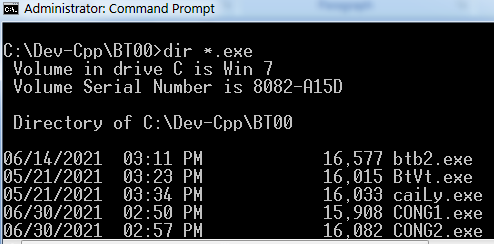 Administrator: Command Prompt
C:\Dev-Cpp\BT00>dir *.exe
Volume in drive C is Win 7
Volume Serial Number is 8082-A15D
Directory of C:\Dev-Cpp\BT00
06/14/2021 03:11 PM 16,577 btb2.exe
05/21/2021 03:23 PM 16,015 BtVt.exe
05/21/2021 03:34 PM 16,033 caiLy.exe
06/30/2021 02:50 PM 15,908 CONG1.exe
06/30/2021 02:57 PM 16,082 CONG2.exe